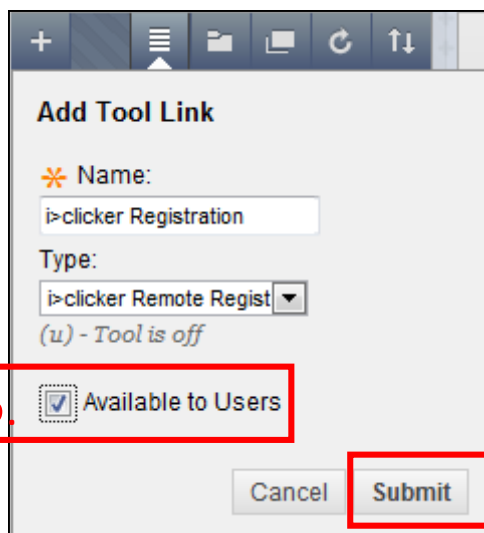 Add Tool Link
Name:
i>clicker Registration
Type:
i>clicker Remote Regist
(u) - Tool is off
Available to Users
Cancel Submit